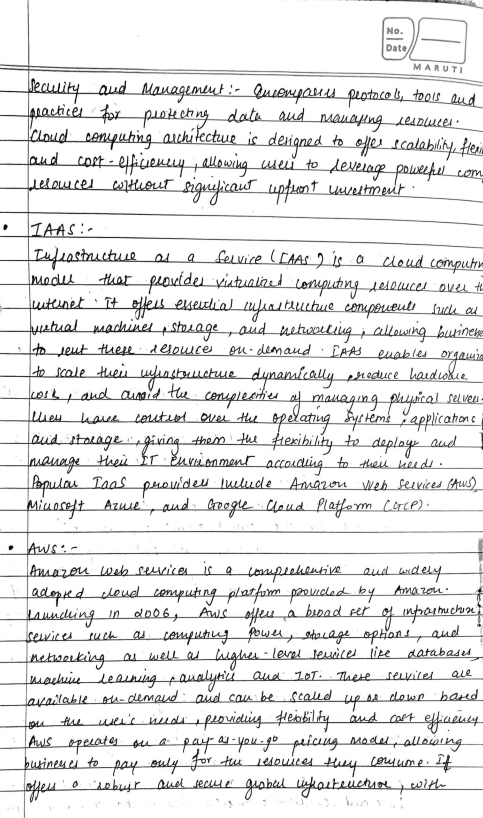 No.
Date
MARUTI
Security and Management:- Encompasses protocols, tools and
practices for protecting data and managing resources.
Cloud computing architecture is designed to offer scalability, flexi
and cost-efficiency, allowing users to leverage powerful com
resources without significant upfront investment.
• IAAS:-
Infrastructure as a Service (IAAS) is a cloud computin
model that provides virtualized computing resources over th
internet. It offers essential infrastructure components such as
virtual machines, storage, and networking, allowing businesse
to rent these resources on-demand. IAAS enables organiza
to scale their infrastructure dynamically, reduce hardware
cost, and avoid the complexities of managing physical server
Users have control over the operating systems, applications
and storage, giving them the flexibility to deploy and
manage their IT environment according to their needs.
Popular IaaS providers include Amazon Web Services (AWS),
Microsoft Azure, and Google Cloud Platform (GCP).
• AWS:-
Amazon Web services is a comprehentive and widely
adopted cloud computing platform provided by Amazon.
Launching in 2006, AWS offers a broad set of infrastructure
services such as computing power, storage options, and
networking as well as higher-level services like databases,
machine learning, analytics and IOT. These services are
available on-demand and can be scaled up or down based
on the user's needs, providing flexibility and cost efficiency
AWS operates on a pay-as-you-go pricing model, allowing
businesses to pay only for the resources they consume. It
offers a robust and secure global infrastructure, with